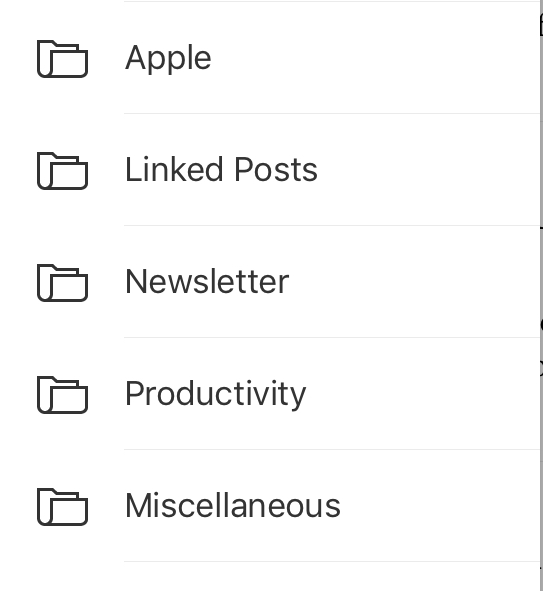 Apple
Linked Posts
Newsletter
Productivity
Miscellaneous